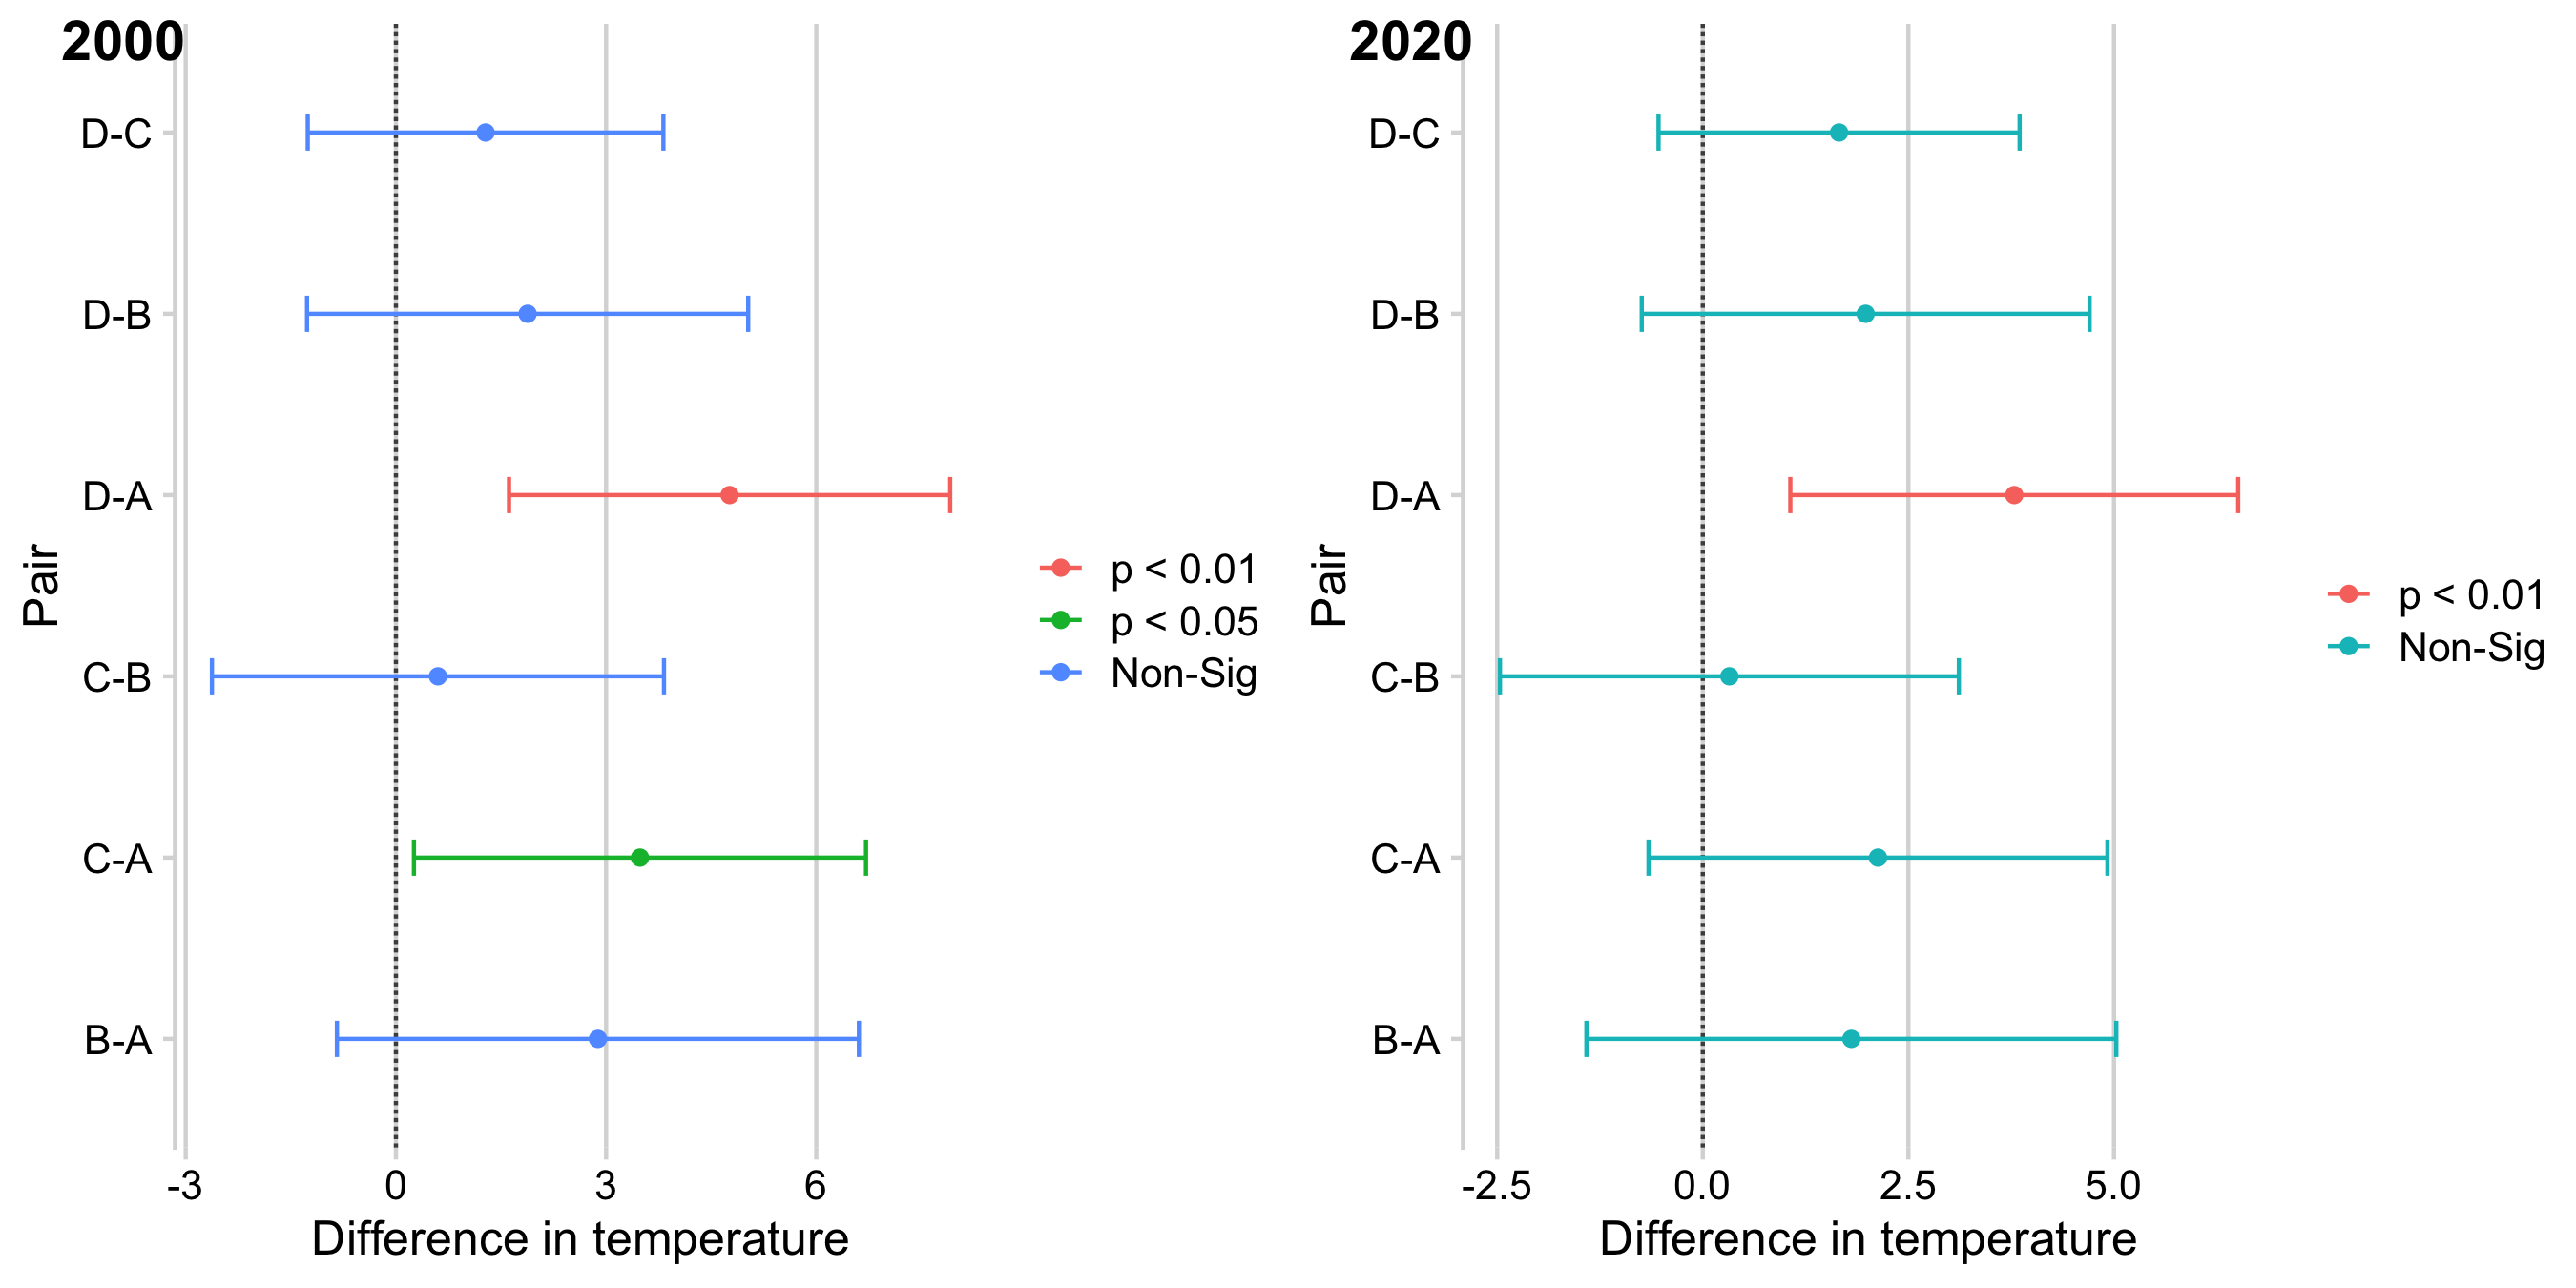 2000
D-C
D-B
D-A
C-B
C-A
B-A
Pair
-3 0 3 6
Difference in temperature
p < 0.01
p < 0.05
Non-Sig
2020
D-C
D-B
D-A
C-B
C-A
B-A
Pair
-2.5 0.0 2.5 5.0
Difference in temperature
p < 0.01
Non-Sig